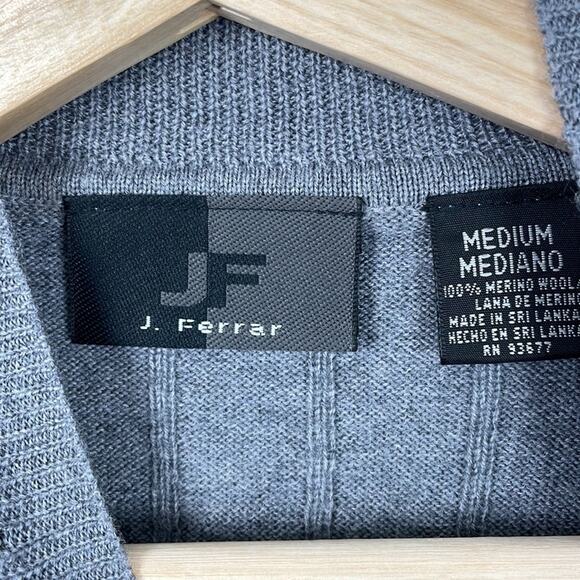 JF
J. Ferrar
MEDIUM
MEDIANO
100% MERINO WOOL/
LANA DE MERIN
MADE IN SRI LANKA
HECHO EN SRI LANKA
RN 93677